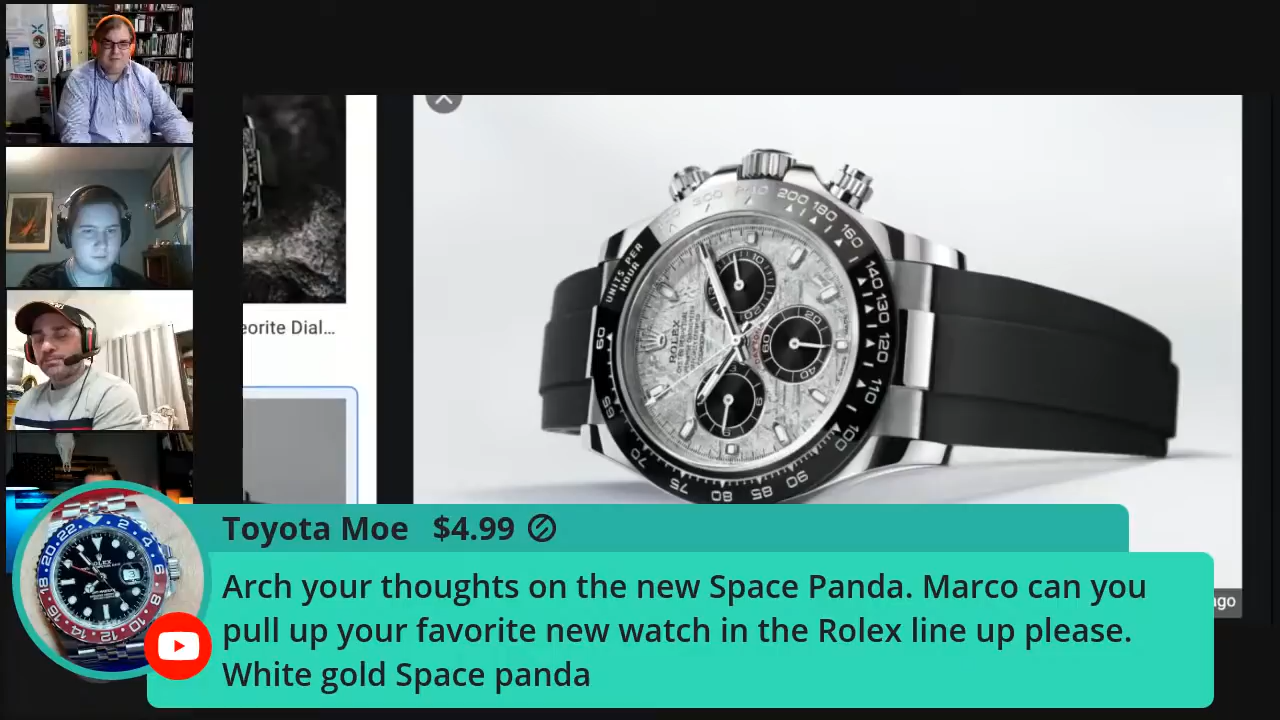 eorite Dial...
UNITS PER
HOUR
200
180
160
140
130
120
110
100
90
85
80
75
70
65
60
ROLEX
Toyota Moe $4.99
Arch your thoughts on the new Space Panda. Marco can you
pull up your favorite new watch in the Rolex line up please.
White gold Space panda
ago